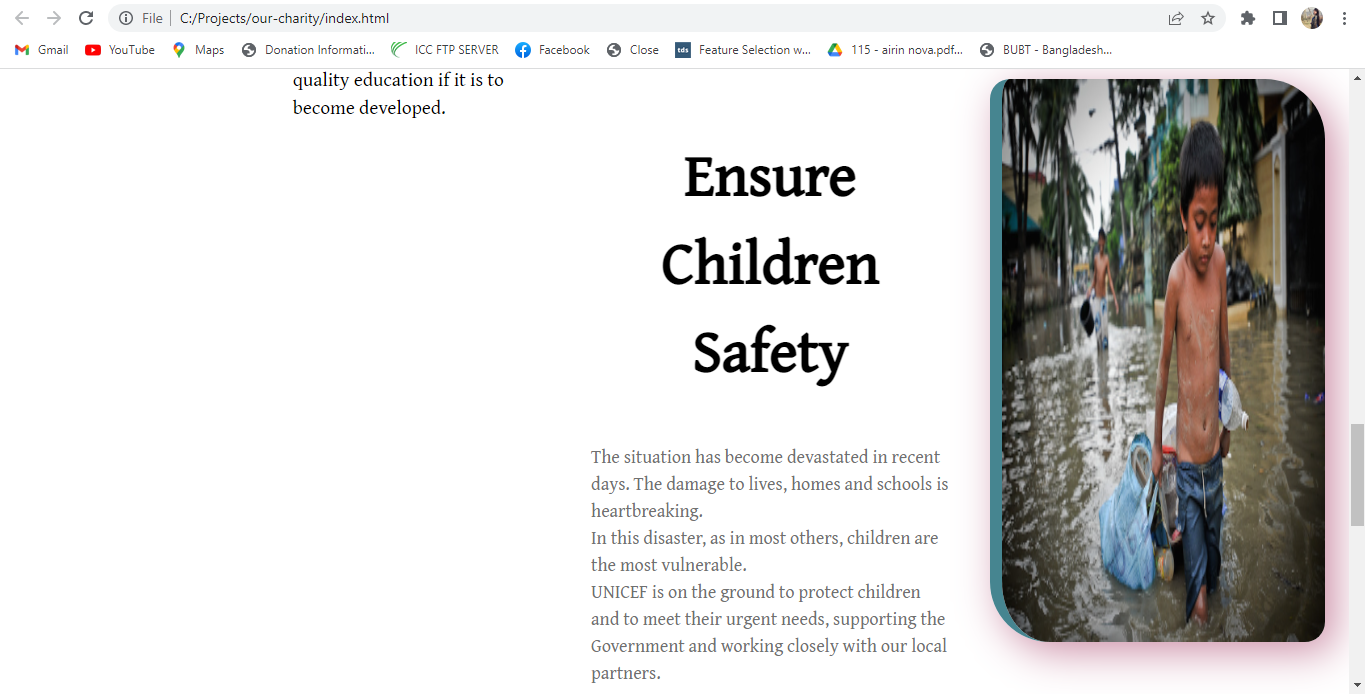 File
C:/Projects/our-charity/index.html
Gmail
YouTube
Maps
Donation Informati...
ICC FTP SERVER
Facebook
Close
tds
Feature Selection w...
115 - airin nova.pdf...
BUBT - Bangladesh...
quality education if it is to
become developed.
Ensure
Children
Safety
The situation has become devastated in recent
days. The damage to lives, homes and schools is
heartbreaking.
In this disaster, as in most others, children are
the most vulnerable.
UNICEF is on the ground to protect children
and to meet their urgent needs, supporting the
Government and working closely with our local
partners.